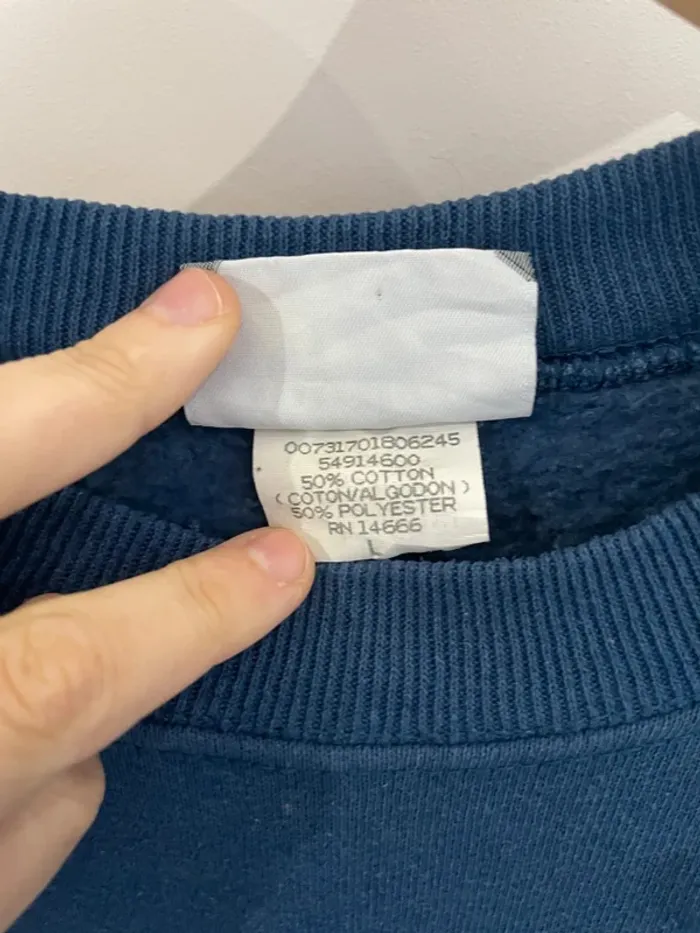 00731701806245
54914600
50% COTTON
(COTON/ALGODON)
50% POLYESTER
RN 14666
L